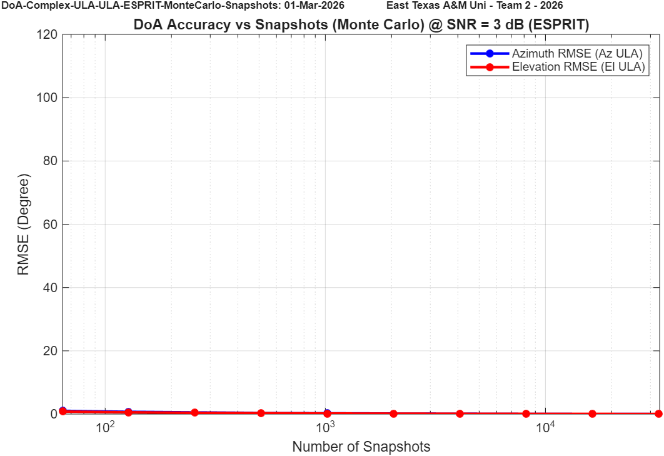 DoA-Complex-ULA-ULA-ESPRIT-MonteCarlo-Snapshots: 01-Mar-2026 East Texas A&M Uni - Team 2 - 2026
DoA Accuracy vs Snapshots (Monte Carlo) @ SNR = 3 dB (ESPRIT)
120
100
80
60
40
20
0
RMSE (Degree)
Azimuth RMSE (Az ULA)
Elevation RMSE (El ULA)
10² 10³ 10⁴
Number of Snapshots